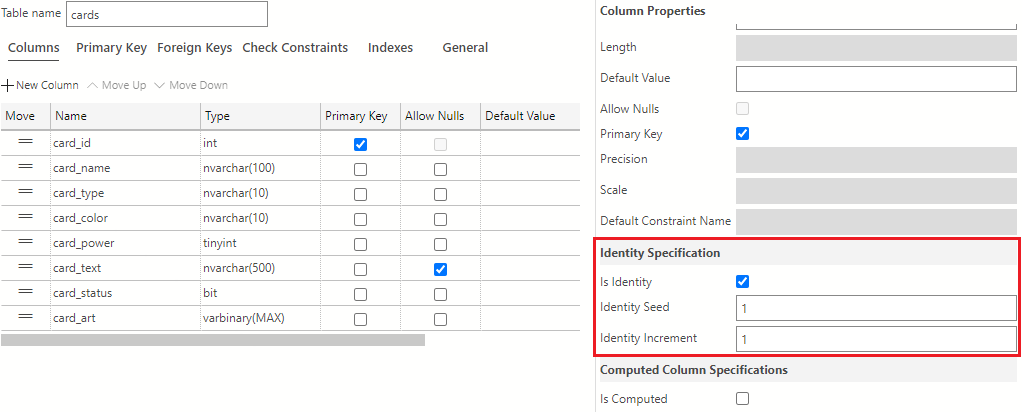 Table name cards
Columns Primary Key Foreign Keys Check Constraints Indexes General
New Column Move Up Move Down
Move Name Type Primary Key Allow Nulls Default Value
card_id int
card_name nvarchar(100)
card_type nvarchar(10)
card_color nvarchar(10)
card_power tinyint
card_text nvarchar(500)
card_status bit
card_art varbinary(MAX)
Column Properties
Length
Default Value
Allow Nulls
Primary Key
Precision
Scale
Default Constraint Name
Identity Specification
Is Identity
Identity Seed 1
Identity Increment 1
Computed Column Specifications
Is Computed